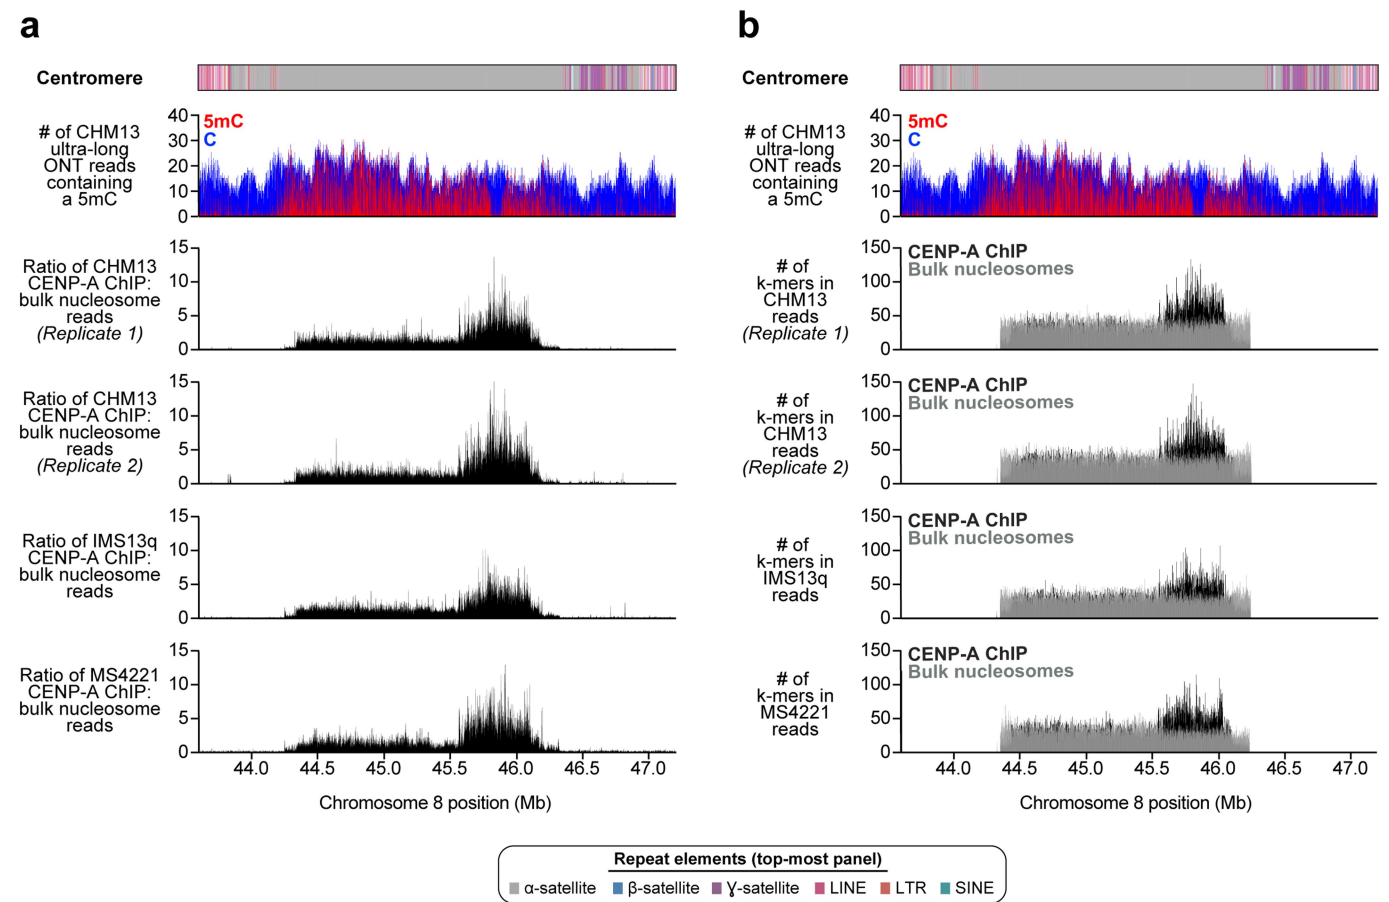 a
Centromere
# of CHM13
ultra-long
ONT reads
containing
a 5mC
40
30
20
10
0
5mC
C
Ratio of CHM13
CENP-A ChIP:
bulk nucleosome
reads
(Replicate 1)
15
10
5
0
Ratio of CHM13
CENP-A ChIP:
bulk nucleosome
reads
(Replicate 2)
15
10
5
0
Ratio of IMS13q
CENP-A ChIP:
bulk nucleosome
reads
15
10
5
0
Ratio of MS4221
CENP-A ChIP:
bulk nucleosome
reads
15
10
5
0
44.0 44.5 45.0 45.5 46.0 46.5 47.0
Chromosome 8 position (Mb)
b
Centromere
# of CHM13
ultra-long
ONT reads
containing
a 5mC
40
30
20
10
0
5mC
C
# of
k-mers in
CHM13
reads
(Replicate 1)
150
100
50
0
CENP-A ChIP
Bulk nucleosomes
# of
k-mers in
CHM13
reads
(Replicate 2)
150
100
50
0
CENP-A ChIP
Bulk nucleosomes
# of
k-mers in
IMS13q
reads
150
100
50
0
CENP-A ChIP
Bulk nucleosomes
# of
k-mers in
MS4221
reads
150
100
50
0
CENP-A ChIP
Bulk nucleosomes
44.0 44.5 45.0 45.5 46.0 46.5 47.0
Chromosome 8 position (Mb)
Repeat elements (top-most panel)
α-satellite β-satellite Ɣ-satellite LINE LTR SINE